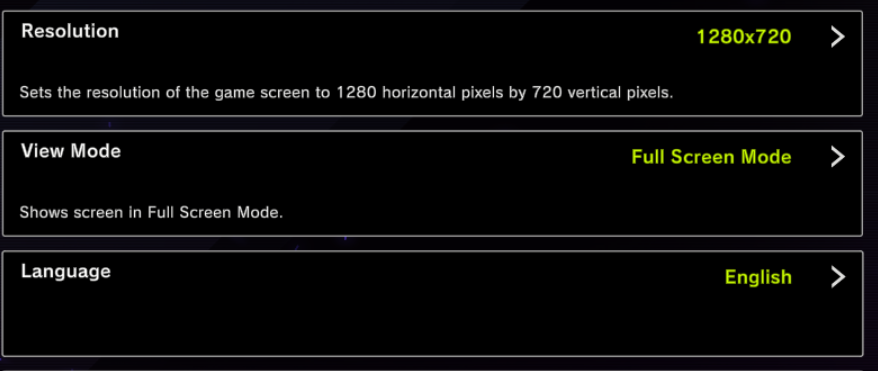 Resolution
1280x720
Sets the resolution of the game screen to 1280 horizontal pixels by 720 vertical pixels.
View Mode
Full Screen Mode
Shows screen in Full Screen Mode.
Language
English